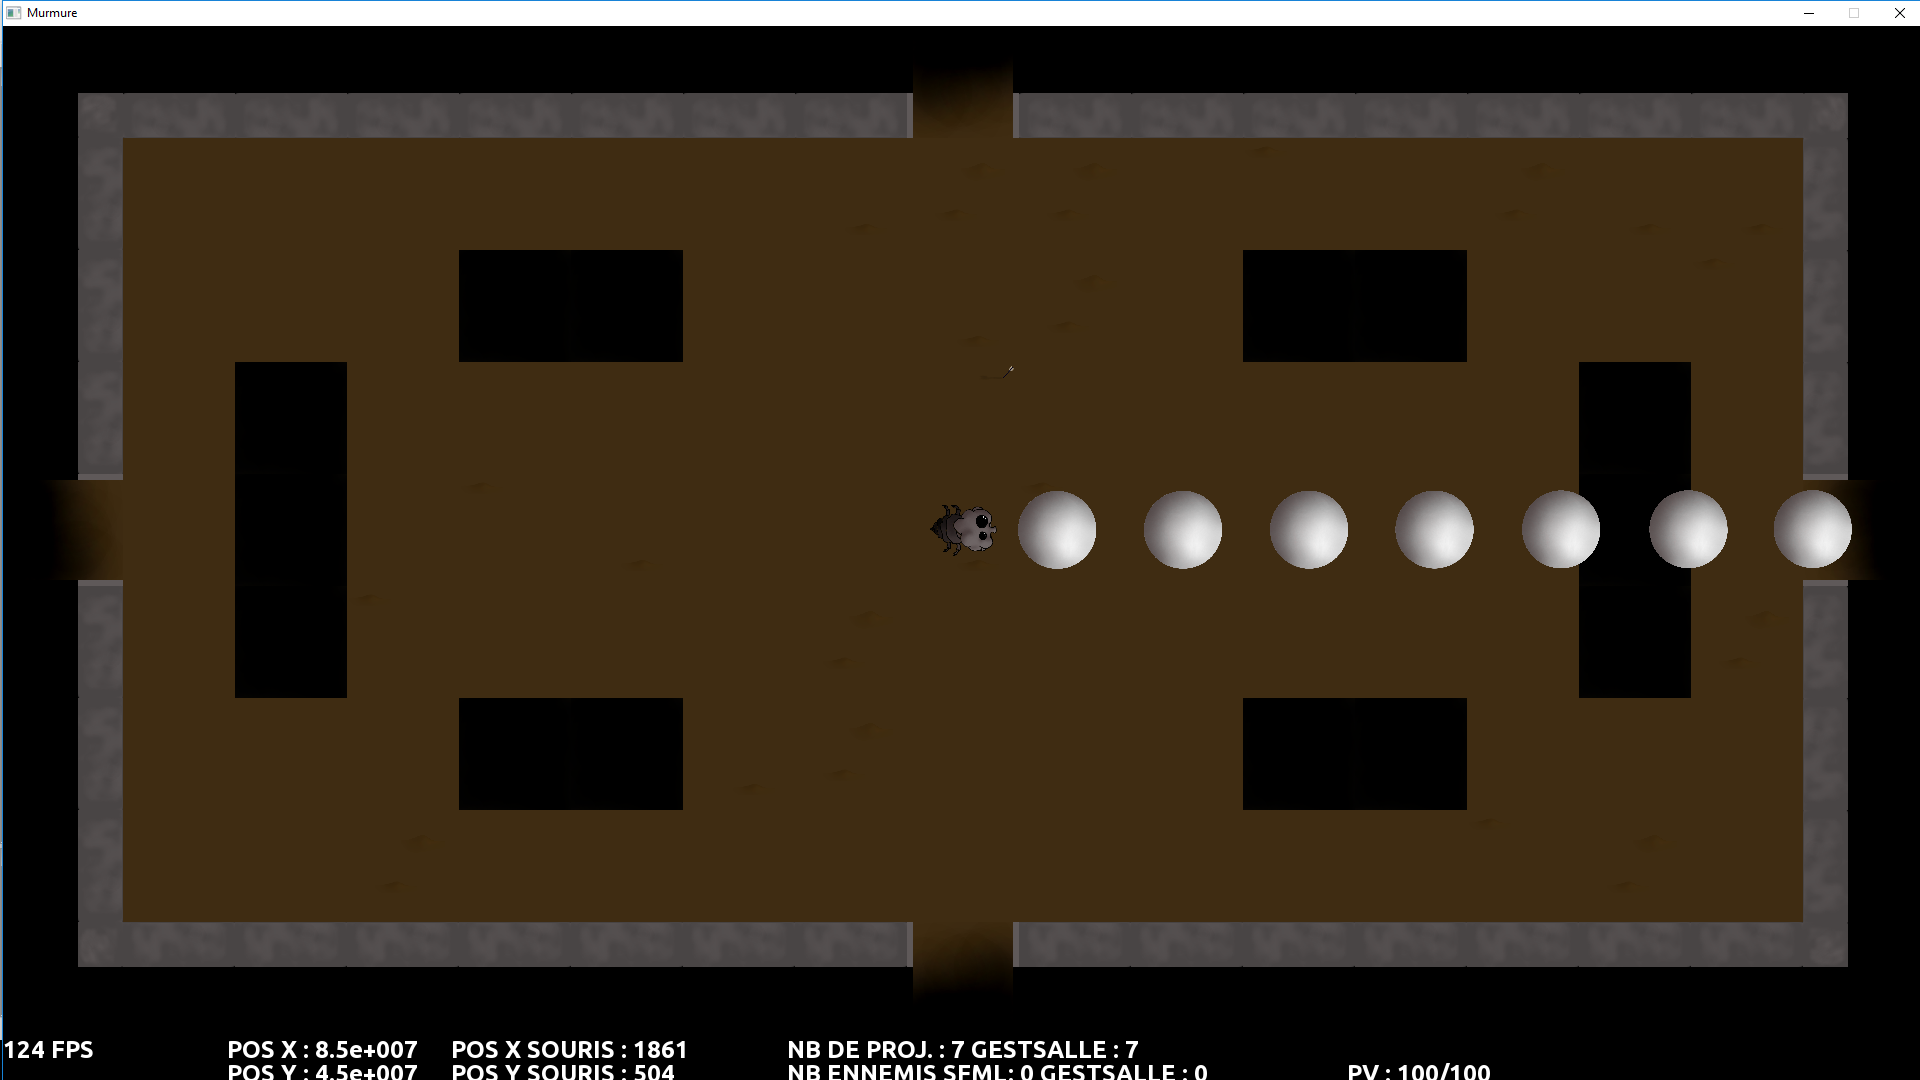 Murmure
124 FPS POS X : 8.5e+007 POS X SOURIS : 1861 NB DE PROJ. : 7 GESTSALLE : 7
POS Y : 4.5e+007 POS Y SOURIS : 504 NB ENNEMIS SFML: 0 GESTSALLE : 0 PV : 100/100